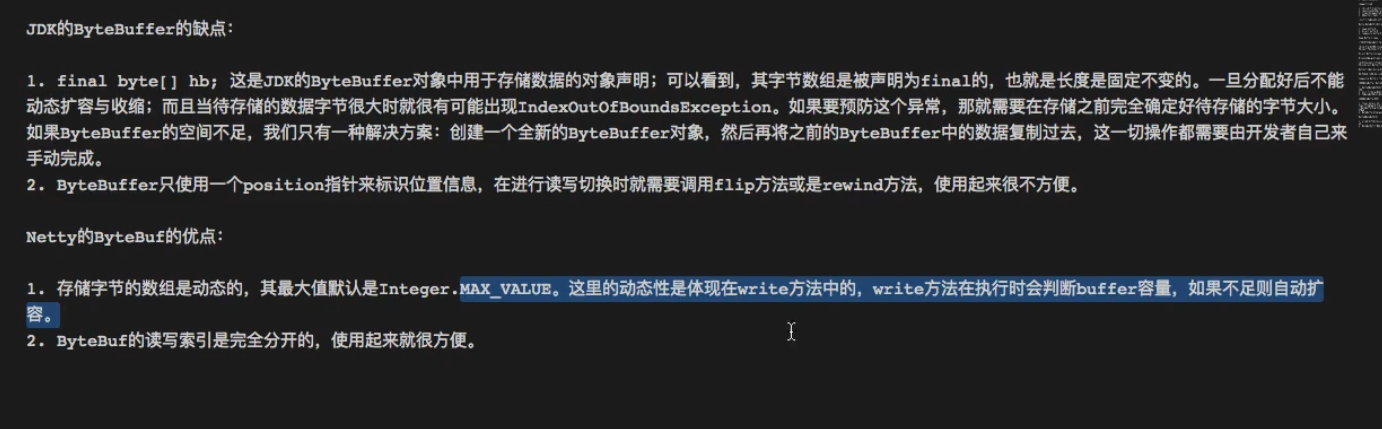 JDK的ByteBuffer的缺点：
1. final byte[] hb; 这是JDK的ByteBuffer对象中用于存储数据的对象声明；可以看到，其字节数组是被声明为final的，也就是长度是固定不变的。一旦分配好后不能
动态扩容与收缩；而且当待存储的数据字节很大时就很有可能出现IndexOutOfBoundsException。如果要预防这个异常，那就需要在存储之前完全确定好待存储的字节大小。
如果ByteBuffer的空间不足，我们只有一种解决方案：创建一个全新的ByteBuffer对象，然后再将之前的ByteBuffer中的数据复制过去，这一切操作都需要由开发者自己来
手动完成。
2. ByteBuffer只使用一个position指针来标识位置信息，在进行读写切换时就需要调用flip方法或是rewind方法，使用起来很不方便。
Netty的ByteBuf的优点：
1. 存储字节的数组是动态的，其最大值默认是Integer.MAX_VALUE。这里的动态性是体现在write方法中的，write方法在执行时会判断buffer容量，如果不足则自动扩
容。
2. ByteBuf的读写索引是完全分开的，使用起来就很方便。